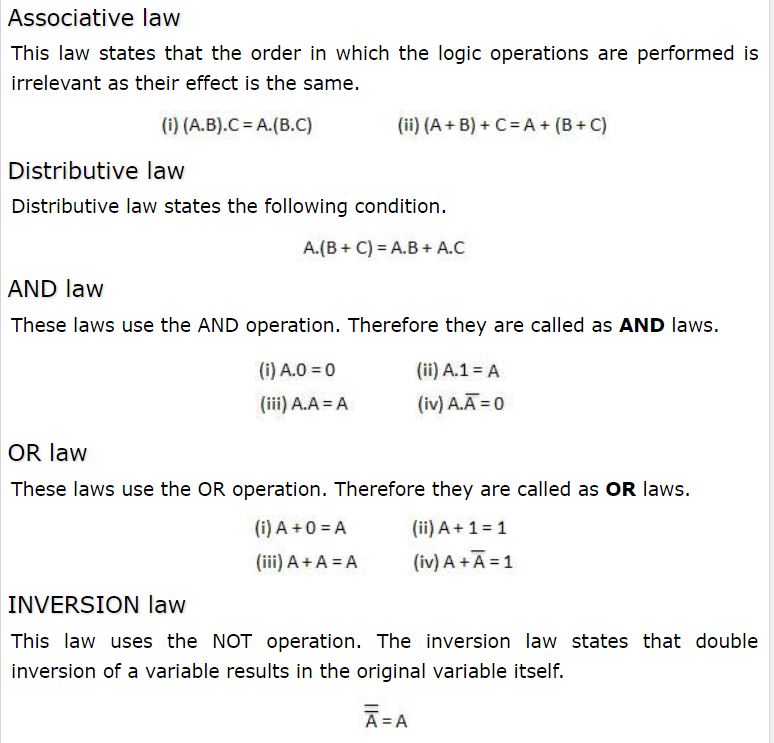 Associative law
This law states that the order in which the logic operations are performed is
irrelevant as their effect is the same.
(i) (A.B).C = A.(B.C) (ii) (A + B) + C = A + (B + C)
Distributive law
Distributive law states the following condition.
A.(B + C) = A.B + A.C
AND law
These laws use the AND operation. Therefore they are called as AND laws.
(i) A.0 = 0 (ii) A.1 = A
(iii) A.A = A (iv) A.A̅ = 0
OR law
These laws use the OR operation. Therefore they are called as OR laws.
(i) A + 0 = A (ii) A + 1 = 1
(iii) A + A = A (iv) A + A̅ = 1
INVERSION law
This law uses the NOT operation. The inversion law states that double
inversion of a variable results in the original variable itself.
A̿ = A